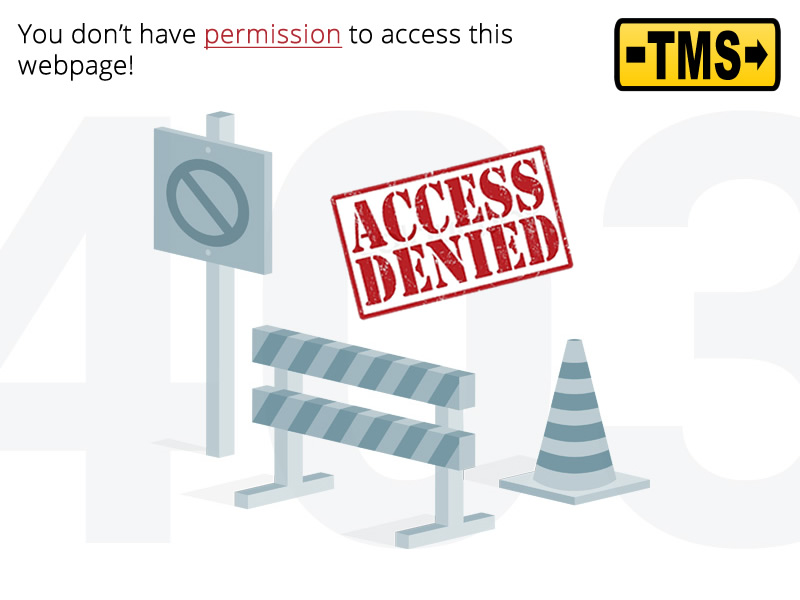 You don't have permission to access this
webpage!
TMS
403
ACCESS
DENIED